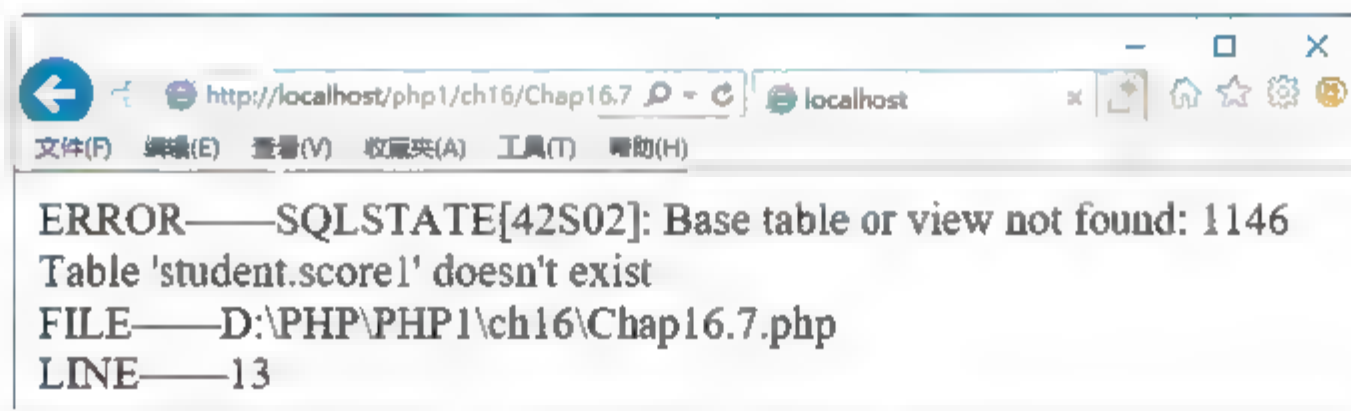 http://localhost/php1/ch16/Chap16.7
localhost
文件(F) 编辑(E) 查看(V) 收藏夹(A) 工具(T) 帮助(H)
ERROR——SQLSTATE[42S02]: Base table or view not found: 1146
Table 'student.score1' doesn't exist
FILE——D:\PHP\PHP1\ch16\Chap16.7.php
LINE——13